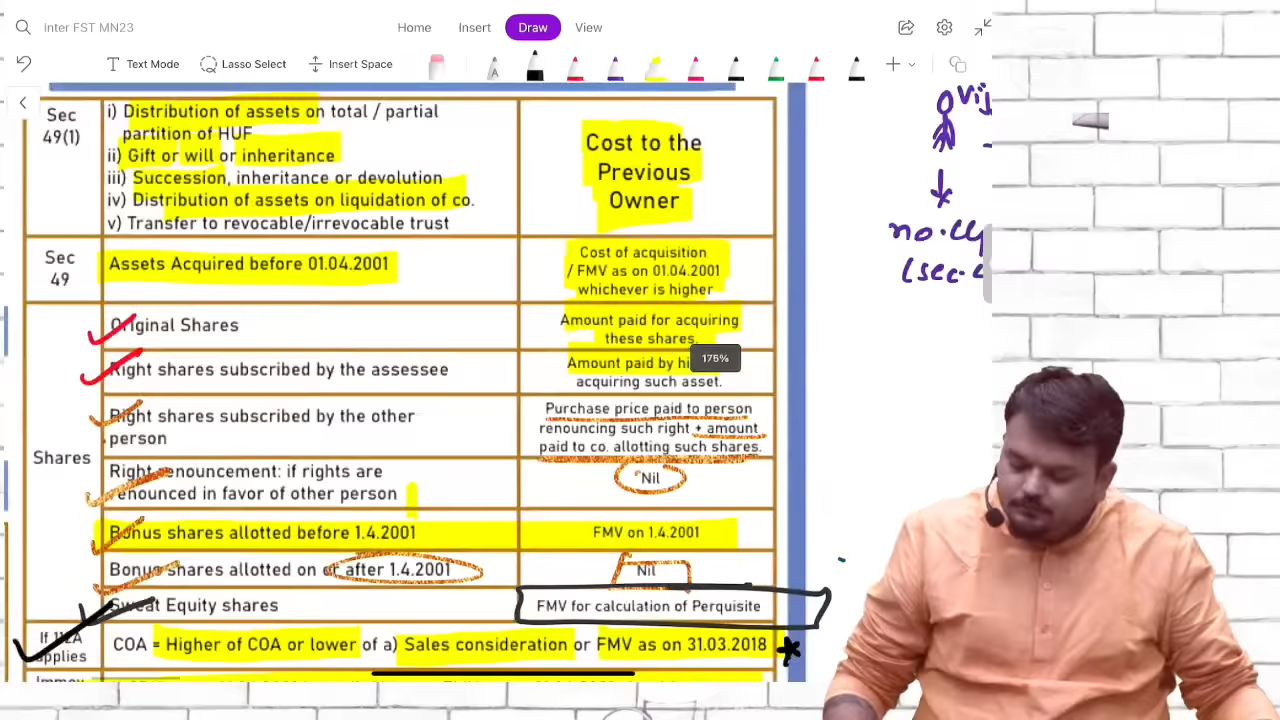 Inter FST MN23
Home Insert Draw View
Text Mode Lasso Select Insert Space
Sec
49(1)
i) Distribution of assets on total / partial
partition of HUF
ii) Gift or will or inheritance
iii) Succession, inheritance or devolution
iv) Distribution of assets on liquidation of co.
v) Transfer to revocable/irrevocable trust
Cost to the
Previous
Owner
Sec
49
Assets Acquired before 01.04.2001
Cost of acquisition
/ FMV as on 01.04.2001
whichever is higher
Shares
Original Shares
Amount paid for acquiring
these shares.
Right shares subscribed by the assessee
Amount paid by
acquiring such asset.
175%
Right shares subscribed by the other
person
Purchase price paid to person
renouncing such right + amount
paid to co. allotting such shares.
Right renouncement: if rights are
renounced in favor of other person
Nil
Bonus shares allotted before 1.4.2001
FMV on 1.4.2001
Bonus shares allotted on or after 1.4.2001
Nil
Sweat Equity shares
FMV for calculation of Perquisite
If 112A
applies
COA = Higher of COA or lower of a) Sales consideration or FMV as on 31.03.2018
Vij
no.
(sec.